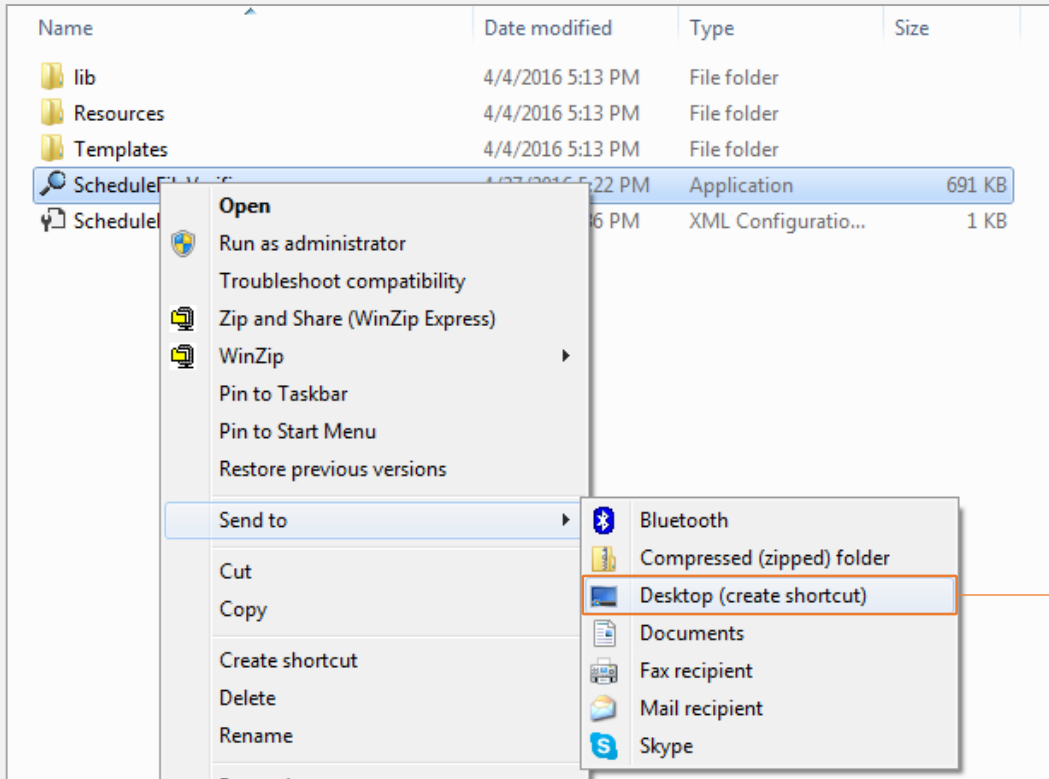 Name Date modified Type Size
lib 4/4/2016 5:13 PM File folder
Resources 4/4/2016 5:13 PM File folder
Templates 4/4/2016 5:13 PM File folder
5:22 PM Application 691 KB
PM XML Configuratio... 1 KB
Open
Run as administrator
Troubleshoot compatibility
Zip and Share (WinZip Express)
WinZip
Pin to Taskbar
Pin to Start Menu
Restore previous versions
Send to
Cut
Copy
Create shortcut
Delete
Rename
Bluetooth
Compressed (zipped) folder
Desktop (create shortcut)
Documents
Fax recipient
Mail recipient
Skype